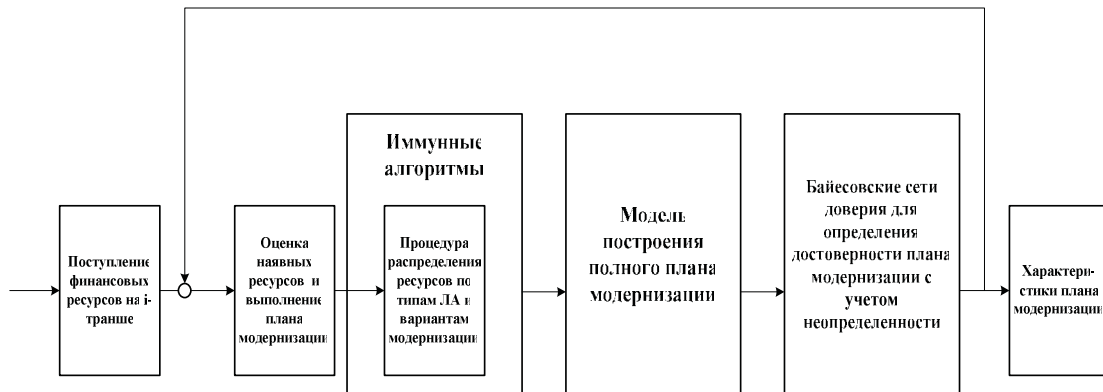 Поступление
финансовых
ресурсов на i-
транше
Оценка
наявных
ресурсов и
выполнение
плана
модернизации
Иммунные
алгоритмы
Процедура
распределения
ресурсов по
типам ЛА и
вариантам
модернизации
Модель
построения
полного плана
модернизации
Байесовские сети
доверия для
определения
достоверности плана
модернизации с
учетом
неопределенности
Характери-
стики плана
модернизации